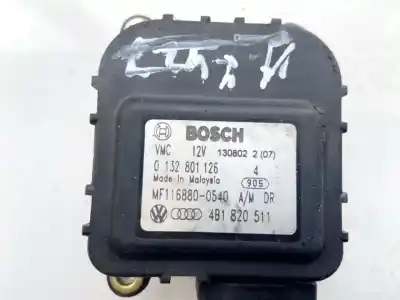 BOSCH
VMC 12V 130802 2 (07)
0 132 801 126 4
Made in Malaysia 905
MF116880-0540 A/M DR
4B1 820 511